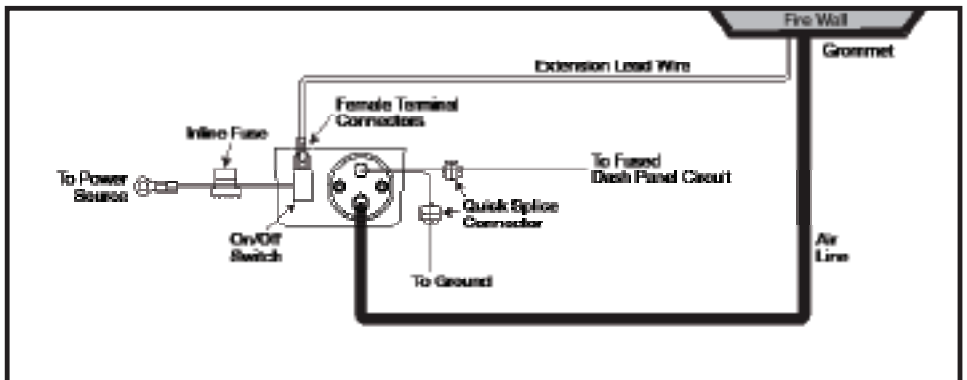 Fire Wall
Grommet
Extension Lead Wire
Female Terminal
Connectors
Inline Fuse
To Power
Source
To Fused
Dash Panel Circuit
Quick Splice
Connector
On/Off
Switch
Air
Line
To Ground